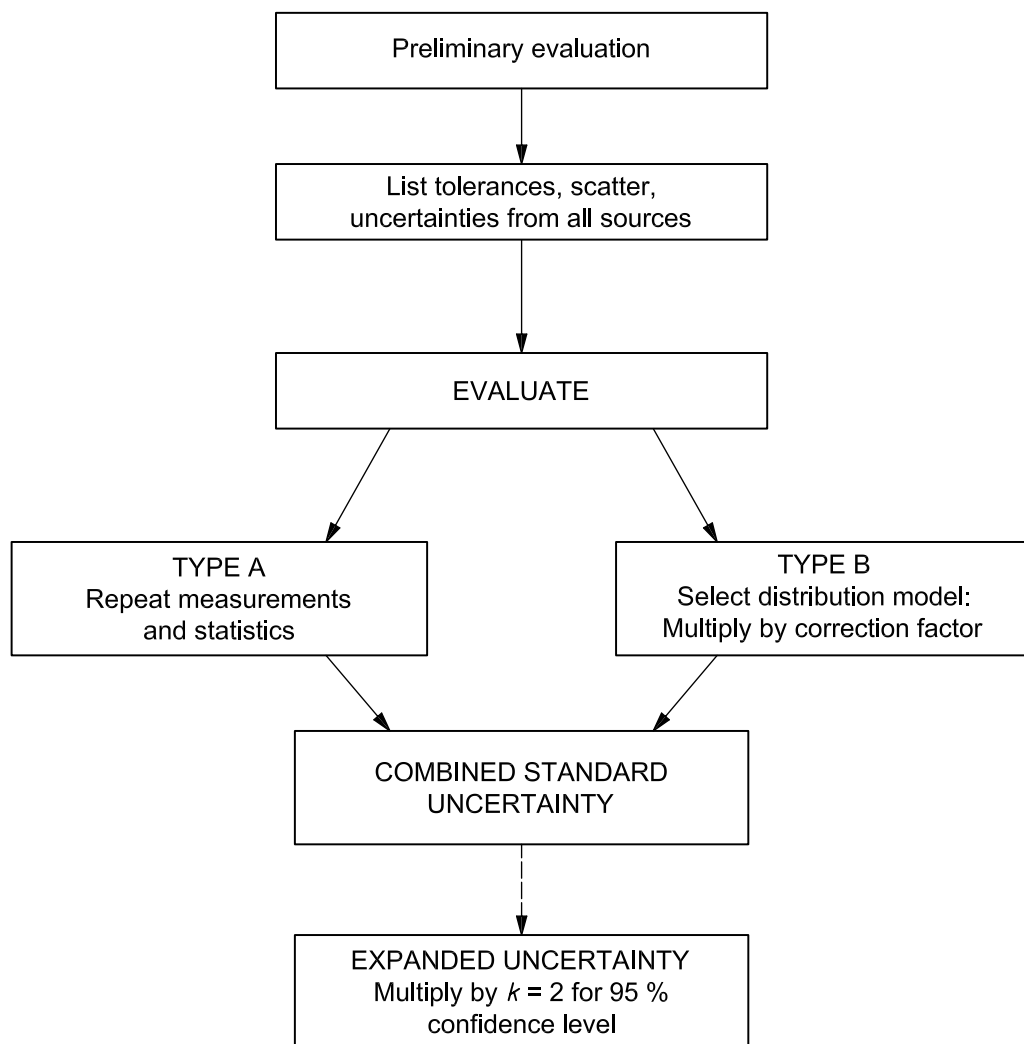 Preliminary evaluation
List tolerances, scatter,
uncertainties from all sources
EVALUATE
TYPE A
Repeat measurements
and statistics
TYPE B
Select distribution model:
Multiply by correction factor
COMBINED STANDARD
UNCERTAINTY
EXPANDED UNCERTAINTY
Multiply by k = 2 for 95 %
confidence level